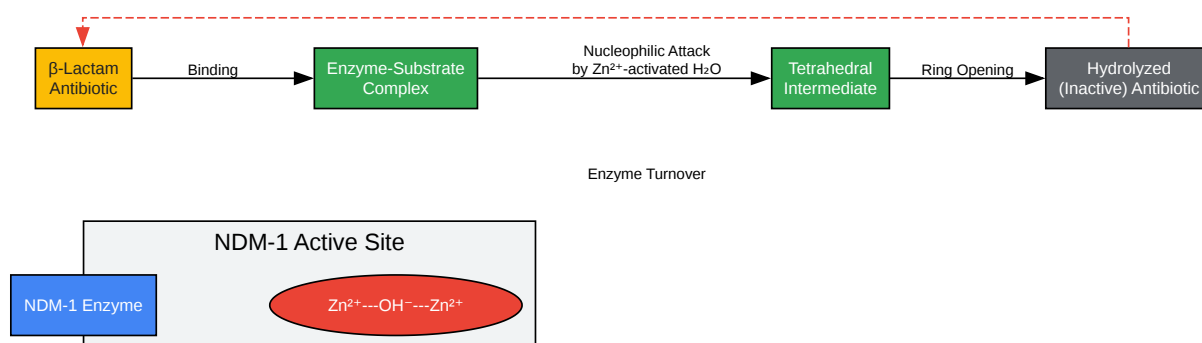 β-Lactam
Antibiotic
Binding
Enzyme-Substrate
Complex
Nucleophilic Attack
by Zn²⁺-activated H₂O
Tetrahedral
Intermediate
Ring Opening
Hydrolyzed
(Inactive) Antibiotic
Enzyme Turnover
NDM-1 Active Site
NDM-1 Enzyme
Zn²⁺---OH⁻---Zn²⁺